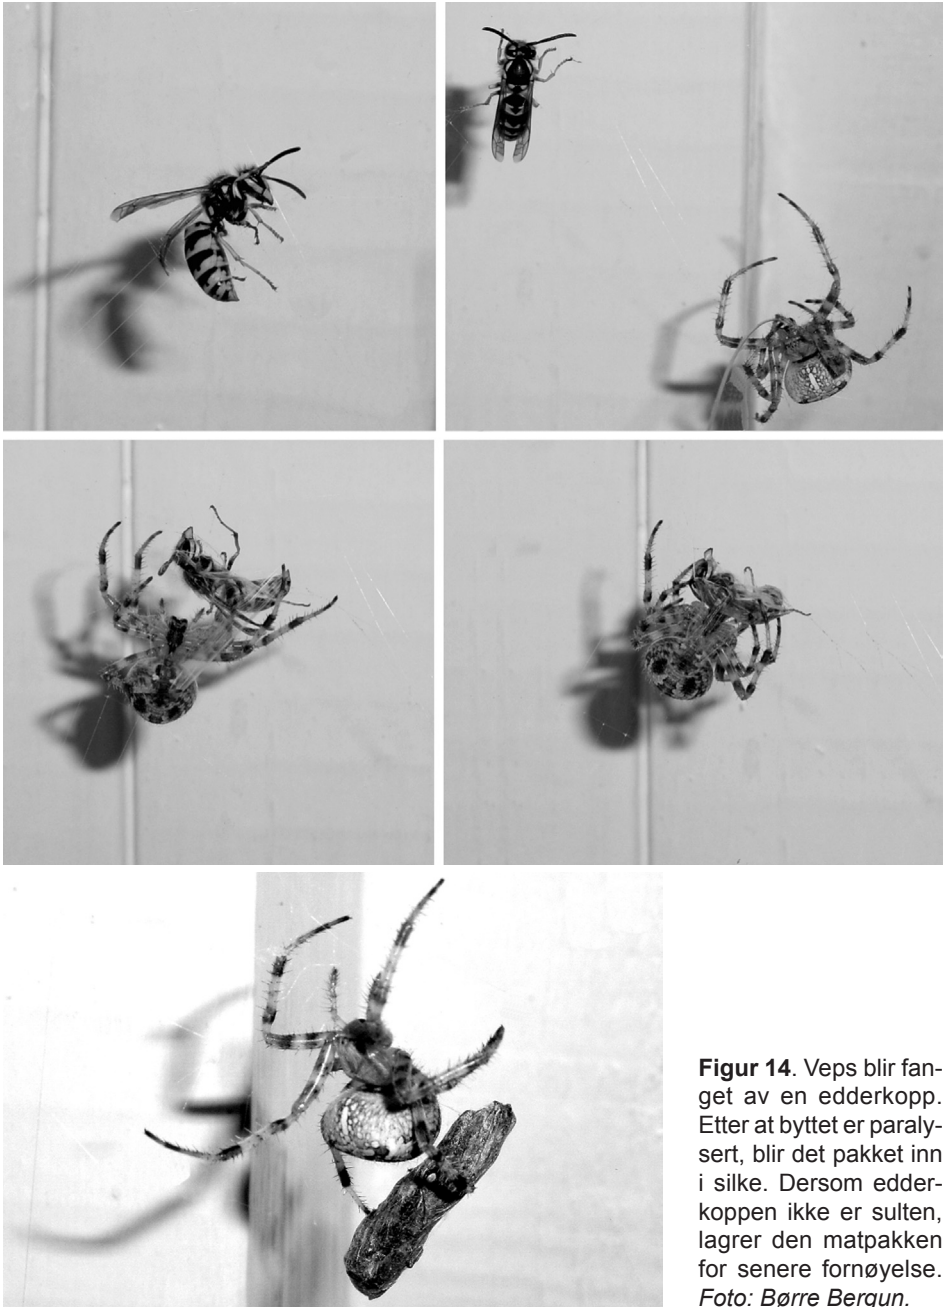 Figur 14. Veps blir fan-
get av en edderkopp.
Etter at byttet er paraly-
sert, blir det pakket inn
i silke. Dersom edder-
koppen ikke er sulten,
lagrer den matpakken
for senere fornøyelse.
Foto: Børre Bergun.